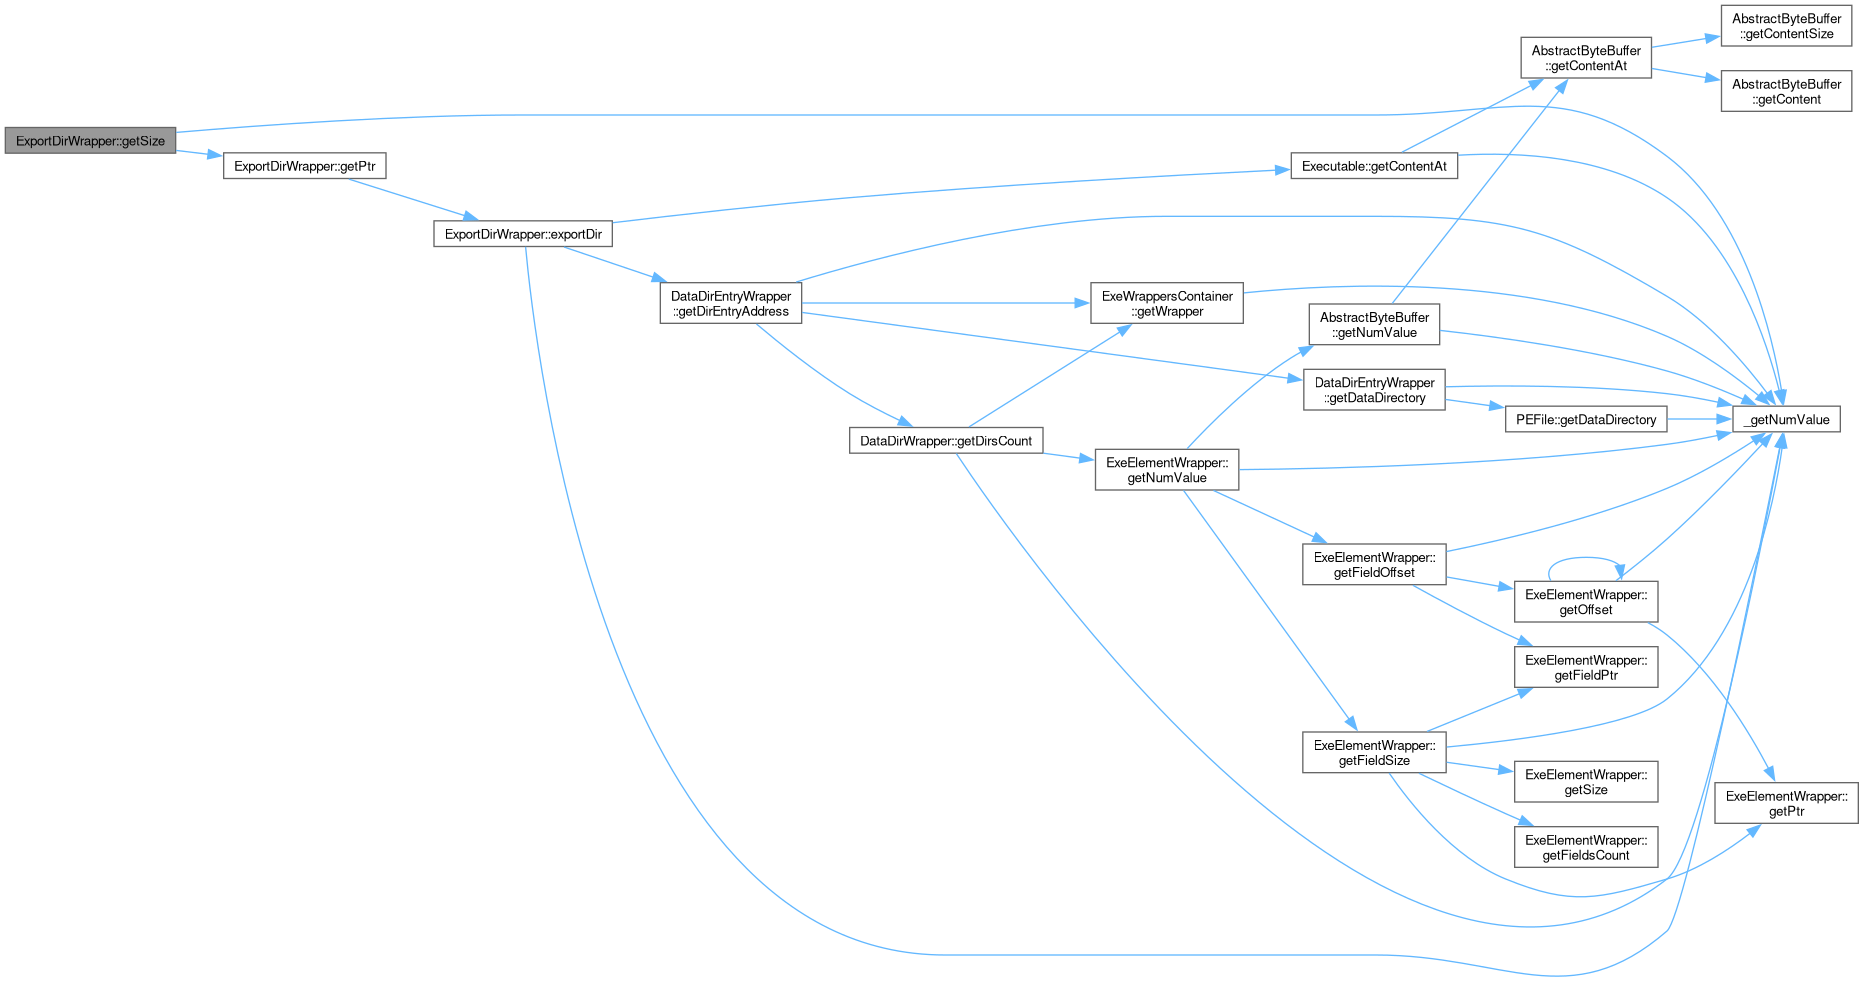 AbstractByteBuffer
::getContentSize
AbstractByteBuffer
::getContentAt
AbstractByteBuffer
::getContent
ExportDirWrapper::getSize
ExportDirWrapper::getPtr
Executable::getContentAt
ExportDirWrapper::exportDir
DataDirEntryWrapper
::getDirEntryAddress
ExeWrappersContainer
::getWrapper
AbstractByteBuffer
::getNumValue
DataDirEntryWrapper
::getDataDirectory
PEFile::getDataDirectory
_getNumValue
DataDirWrapper::getDirsCount
ExeElementWrapper::
getNumValue
ExeElementWrapper::
getFieldOffset
ExeElementWrapper::
getOffset
ExeElementWrapper::
getFieldPtr
ExeElementWrapper::
getFieldSize
ExeElementWrapper::
getSize
ExeElementWrapper::
getPtr
ExeElementWrapper::
getFieldsCount